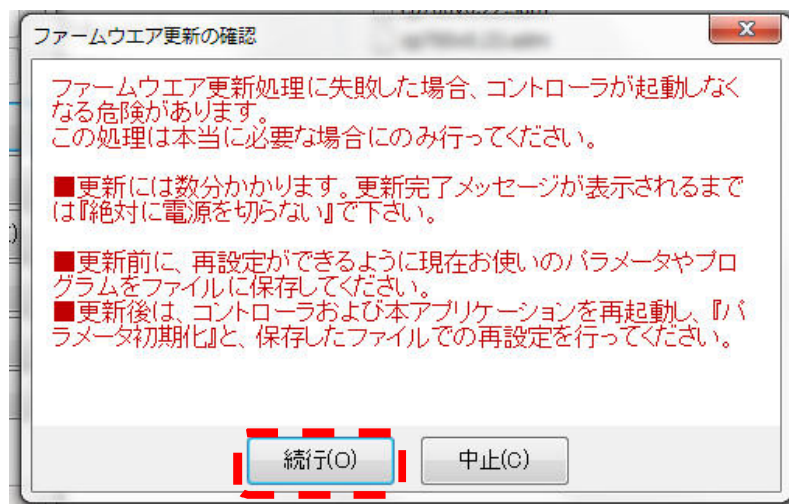 ファームウエア更新の確認
ファームウエア更新処理に失敗した場合、コントローラが起動しなく
なる危険があります。
この処理は本当に必要な場合にのみ行ってください。
■更新には数分かかります。更新完了メッセージが表示されるまで
は『絶対に電源を切らない』で下さい。
■更新前に、再設定ができるように現在お使いのパラメータやプロ
グラムをファイルに保存してください。
■更新後は、コントローラおよび本アプリケーションを再起動し、『パ
ラメータ初期化』と、保存したファイルでの再設定を行ってください。
続行(O)
中止(C)